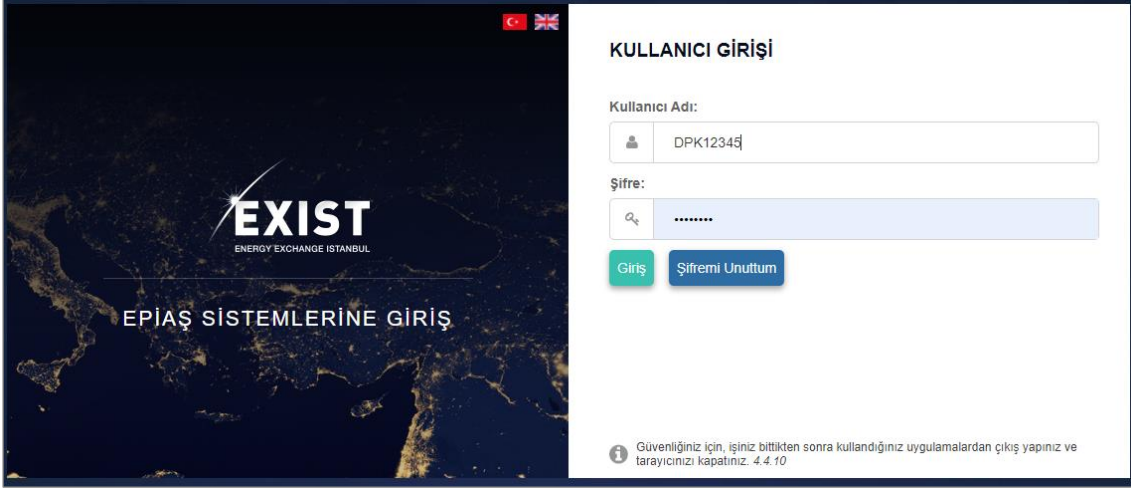 EXIST
ENERGY EXCHANGE ISTANBUL
EPİAŞ SİSTEMLERİNE GİRİŞ
KULLANICI GİRİŞİ
Kullanıcı Adı:
DPK12345
Şifre:
••••••••
Giriş Şifremi Unuttum
Güvenliğiniz için, işiniz bittikten sonra kullandığınız uygulamalardan çıkış yapınız ve
tarayıcınızı kapatınız. 4.4.10